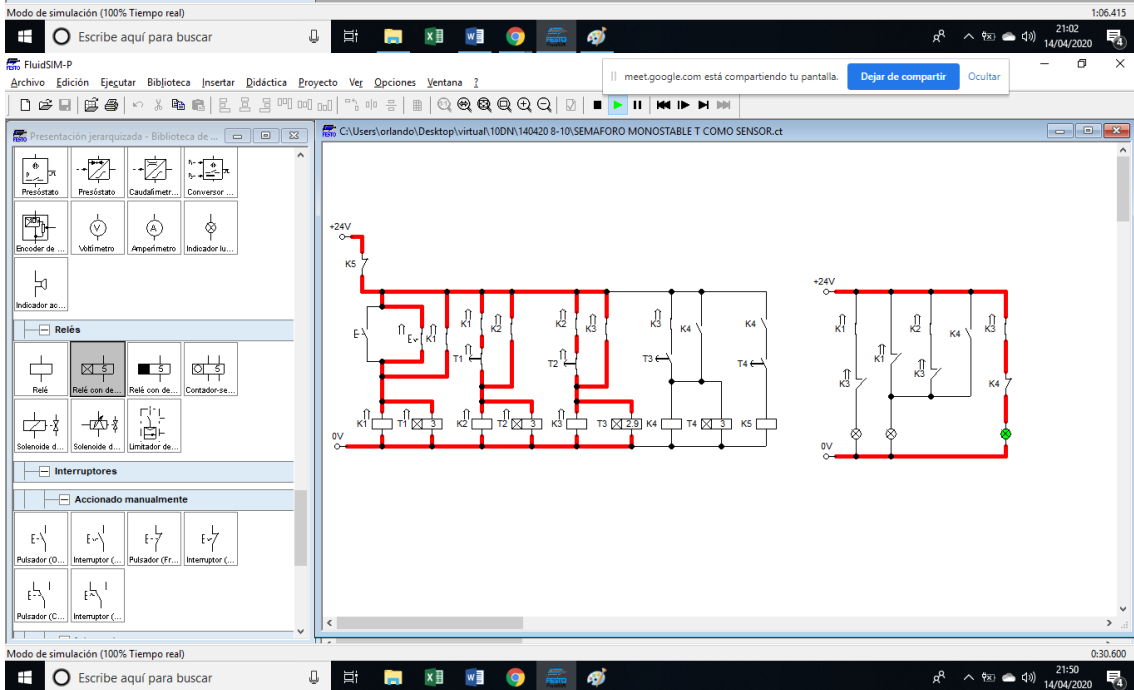 Modo de simulación (100% Tiempo real) 1:06.415
Escribe aquí para buscar
21:02
14/04/2020
4
FluidSIM-P
meet.google.com está compartiendo tu pantalla. Dejar de compartir Ocultar
Archivo Edición Ejecutar Biblioteca Insertar Didáctica Proyecto Ver Opciones Ventana ?
Presentación jerarquizada - Biblioteca de ...
C:\Users\orlando\Desktop\virtual\10DN\140420 8-10\SEMAFORO MONOSTABLE T COMO SENSOR.ct
Presóstato Presóstato Caudalímetr... Conversor ...
Encoder de ... Voltímetro Amperímetro Indicador lu...
Indicador ac...
Relés
5 5 5
Relé Relé con de... Relé con de... Contador-se...
Solenoide d... Solenoide d... Limitador de...
Interruptores
Accionado manualmente
Pulsador (O... Interruptor (... Pulsador (Fr... Interruptor (...
Pulsador (C... Interruptor (...
+24V
K5
E K1 K1 K2 K2 K3 K3 K4 K4
T1 T2 T3 T4
K1 T1 3 K2 T2 3 K3 T3 2.9 K4 T4 3 K5
0V
+24V
K1 K2 K4 K3
K1 K3 K3 K4
0V
Modo de simulación (100% Tiempo real) 0:30.600
Escribe aquí para buscar
21:50
14/04/2020
4